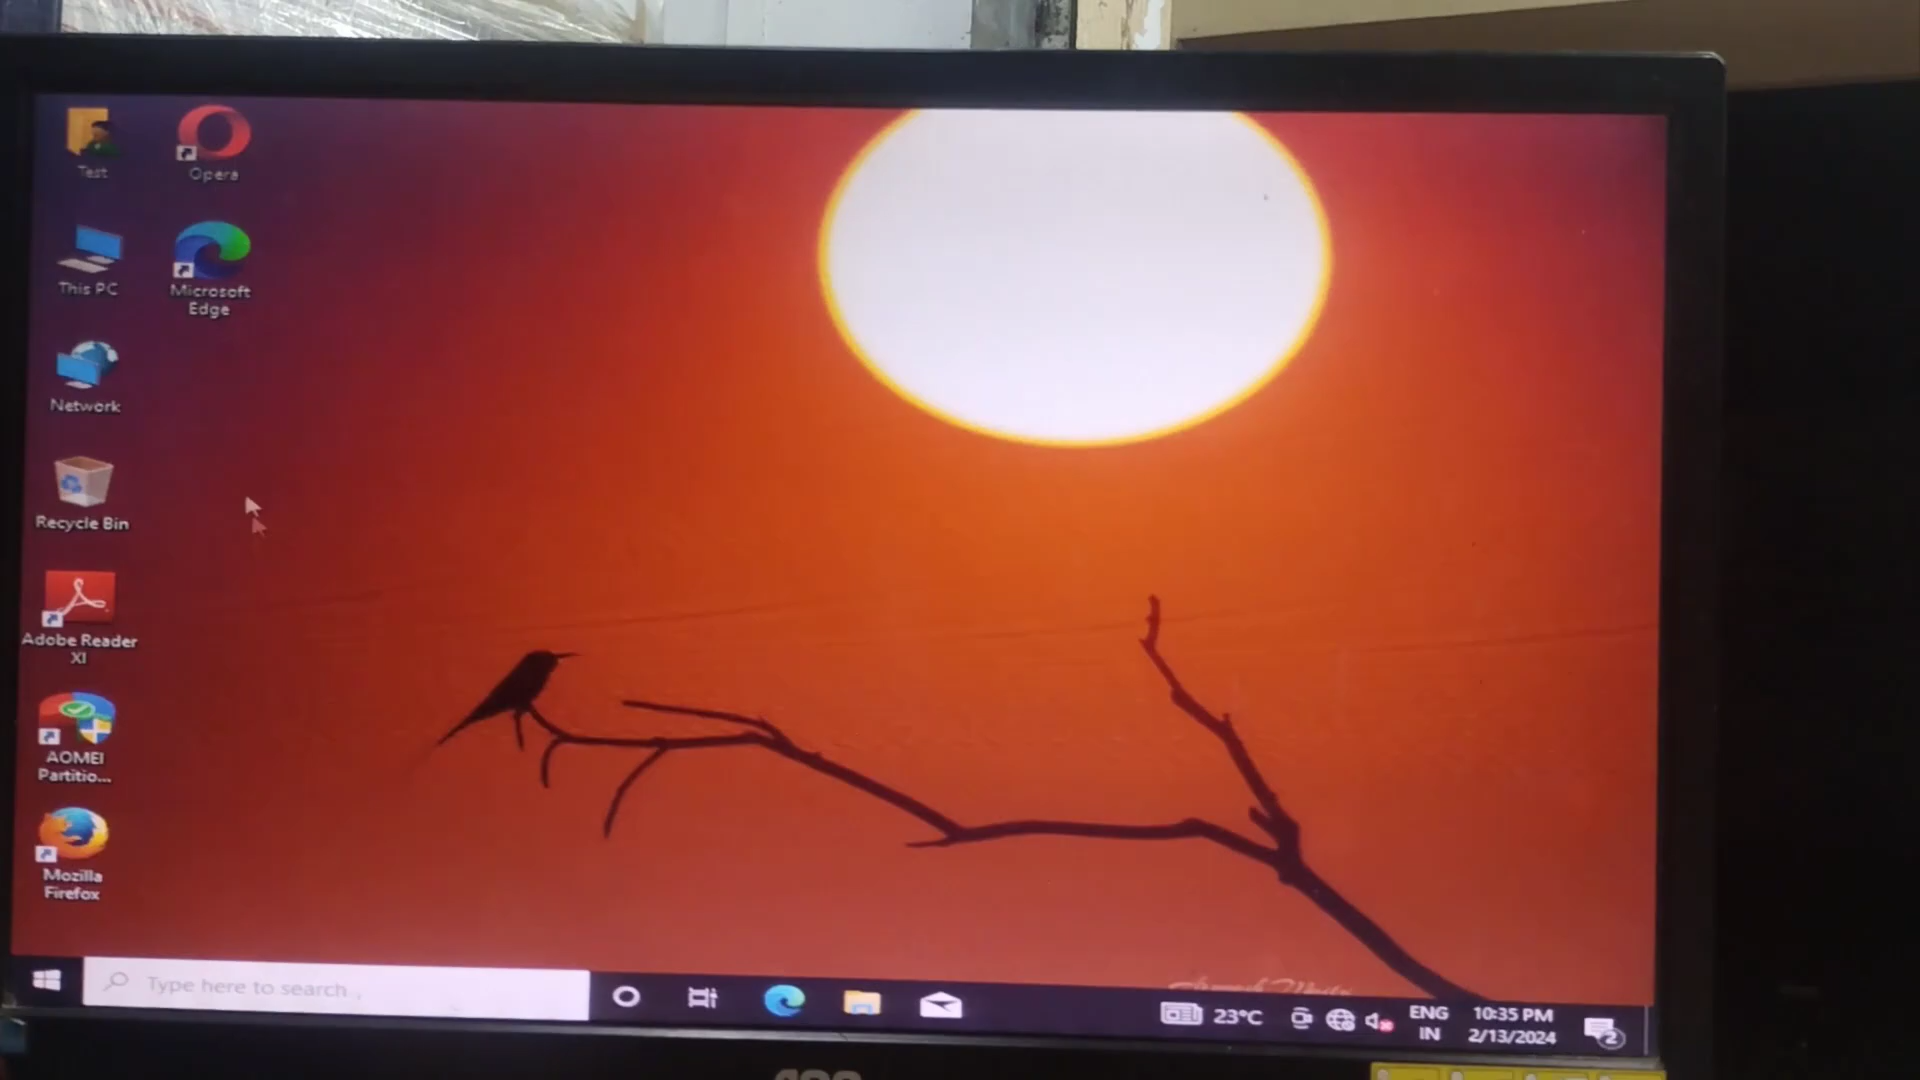 Test
Opera
This PC
Microsoft
Edge
Network
Recycle Bin
Adobe Reader
XI
AOMEI
Partitio...
Mozilla
Firefox
Type here to search
23°C
ENG
IN
10:35 PM
2/13/2024
2